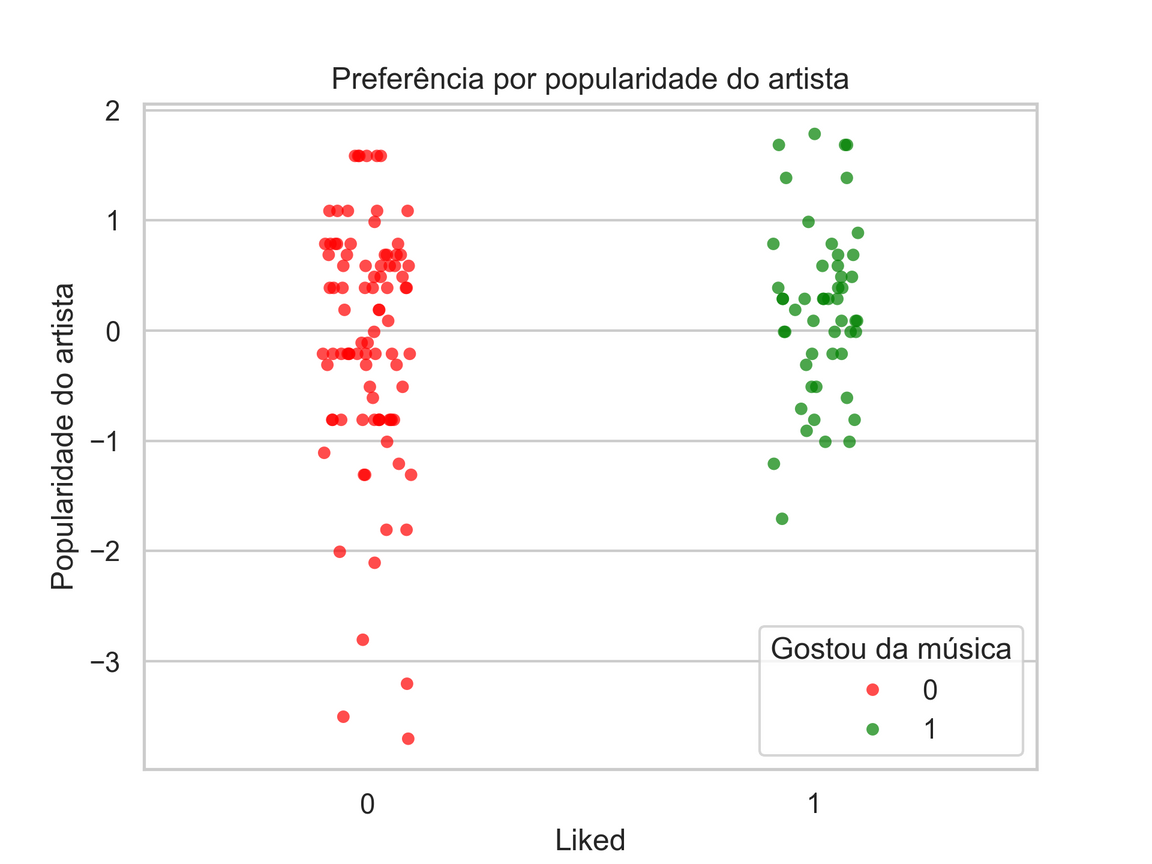 Preferência por popularidade do artista
2
1
0
−1
−2
−3
Popularidade do artista
Gostou da música
0
1
0
1
Liked